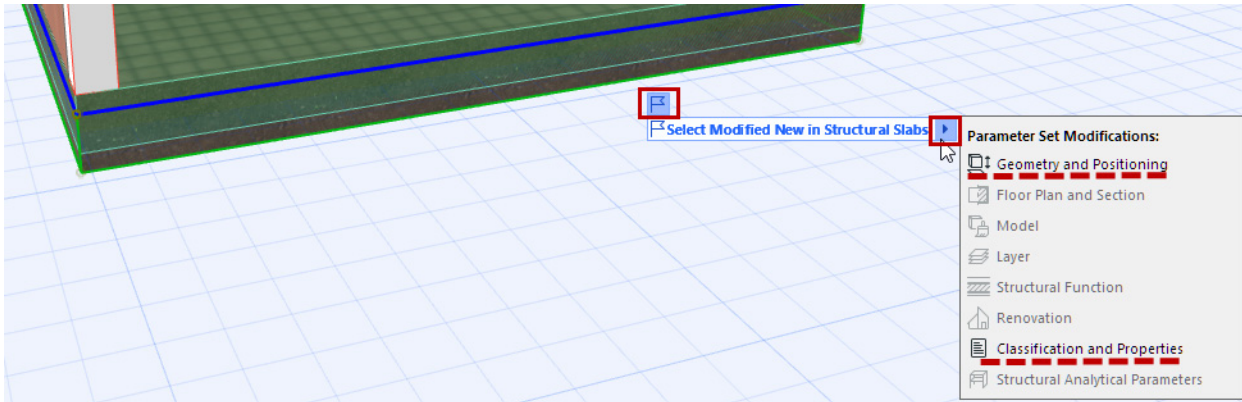 Select Modified New in Structural Slabs
Parameter Set Modifications:
Geometry and Positioning
Floor Plan and Section
Model
Layer
Structural Function
Renovation
Classification and Properties
Structural Analytical Parameters